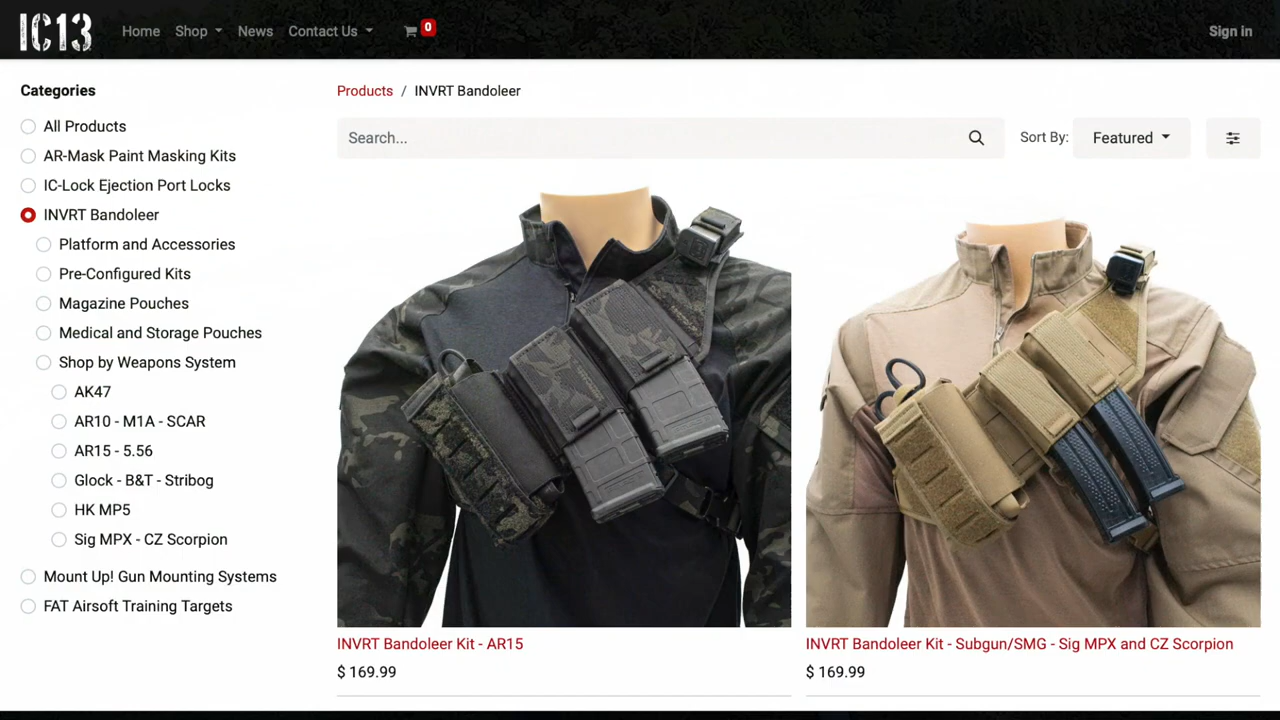 IC13
Home
Shop
News
Contact Us
0
Sign in
Categories
All Products
AR-Mask Paint Masking Kits
IC-Lock Ejection Port Locks
INVRT Bandoleer
Platform and Accessories
Pre-Configured Kits
Magazine Pouches
Medical and Storage Pouches
Shop by Weapons System
AK47
AR10 - M1A - SCAR
AR15 - 5.56
Glock - B&T - Stribog
HK MP5
Sig MPX - CZ Scorpion
Mount Up! Gun Mounting Systems
FAT Airsoft Training Targets
Products / INVRT Bandoleer
Search...
Sort By:
Featured
INVRT Bandoleer Kit - AR15
$ 169.99
INVRT Bandoleer Kit - Subgun/SMG - Sig MPX and CZ Scorpion
$ 169.99